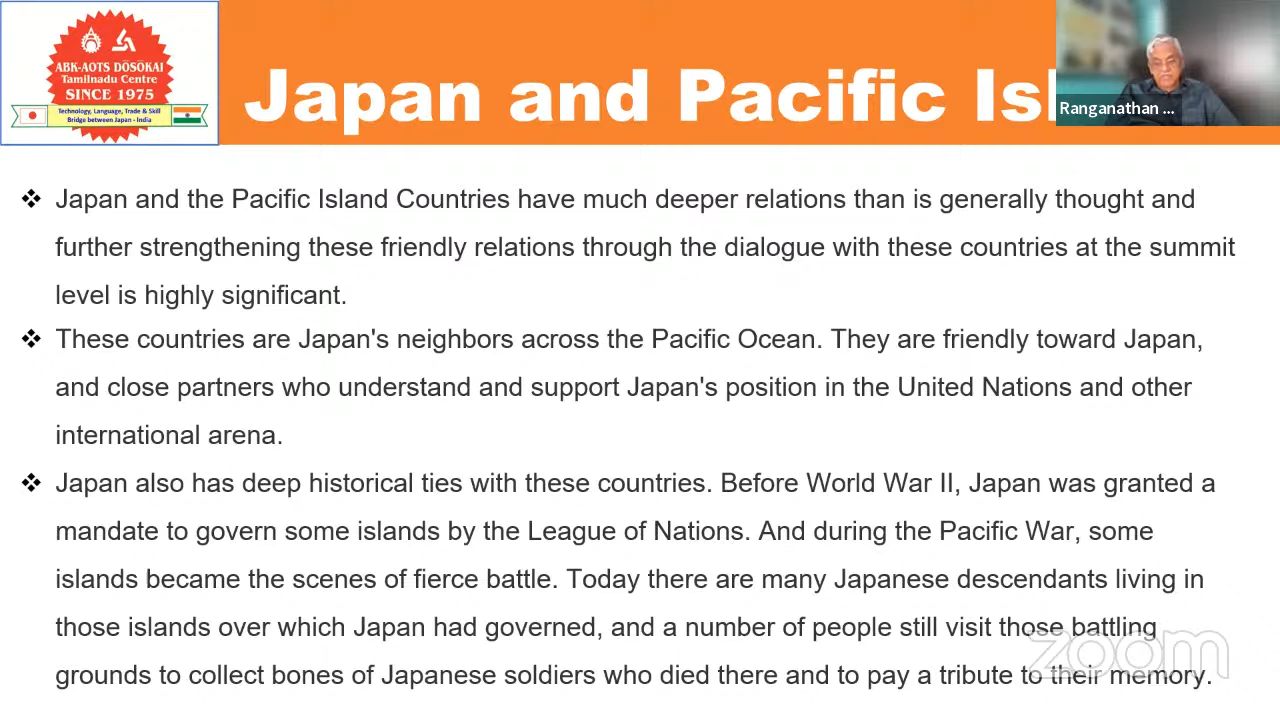 ABK-AOTS DŌSŌKAI
Tamilnadu Centre
SINCE 1975
Technology, Language, Trade & Skill
Bridge between Japan - India
Japan and Pacific Isl
Ranganathan ...
❖ Japan and the Pacific Island Countries have much deeper relations than is generally thought and
further strengthening these friendly relations through the dialogue with these countries at the summit
level is highly significant.
❖ These countries are Japan's neighbors across the Pacific Ocean. They are friendly toward Japan,
and close partners who understand and support Japan's position in the United Nations and other
international arena.
❖ Japan also has deep historical ties with these countries. Before World War II, Japan was granted a
mandate to govern some islands by the League of Nations. And during the Pacific War, some
islands became the scenes of fierce battle. Today there are many Japanese descendants living in
those islands over which Japan had governed, and a number of people still visit those battling
grounds to collect bones of Japanese soldiers who died there and to pay a tribute to their memory.
zoom